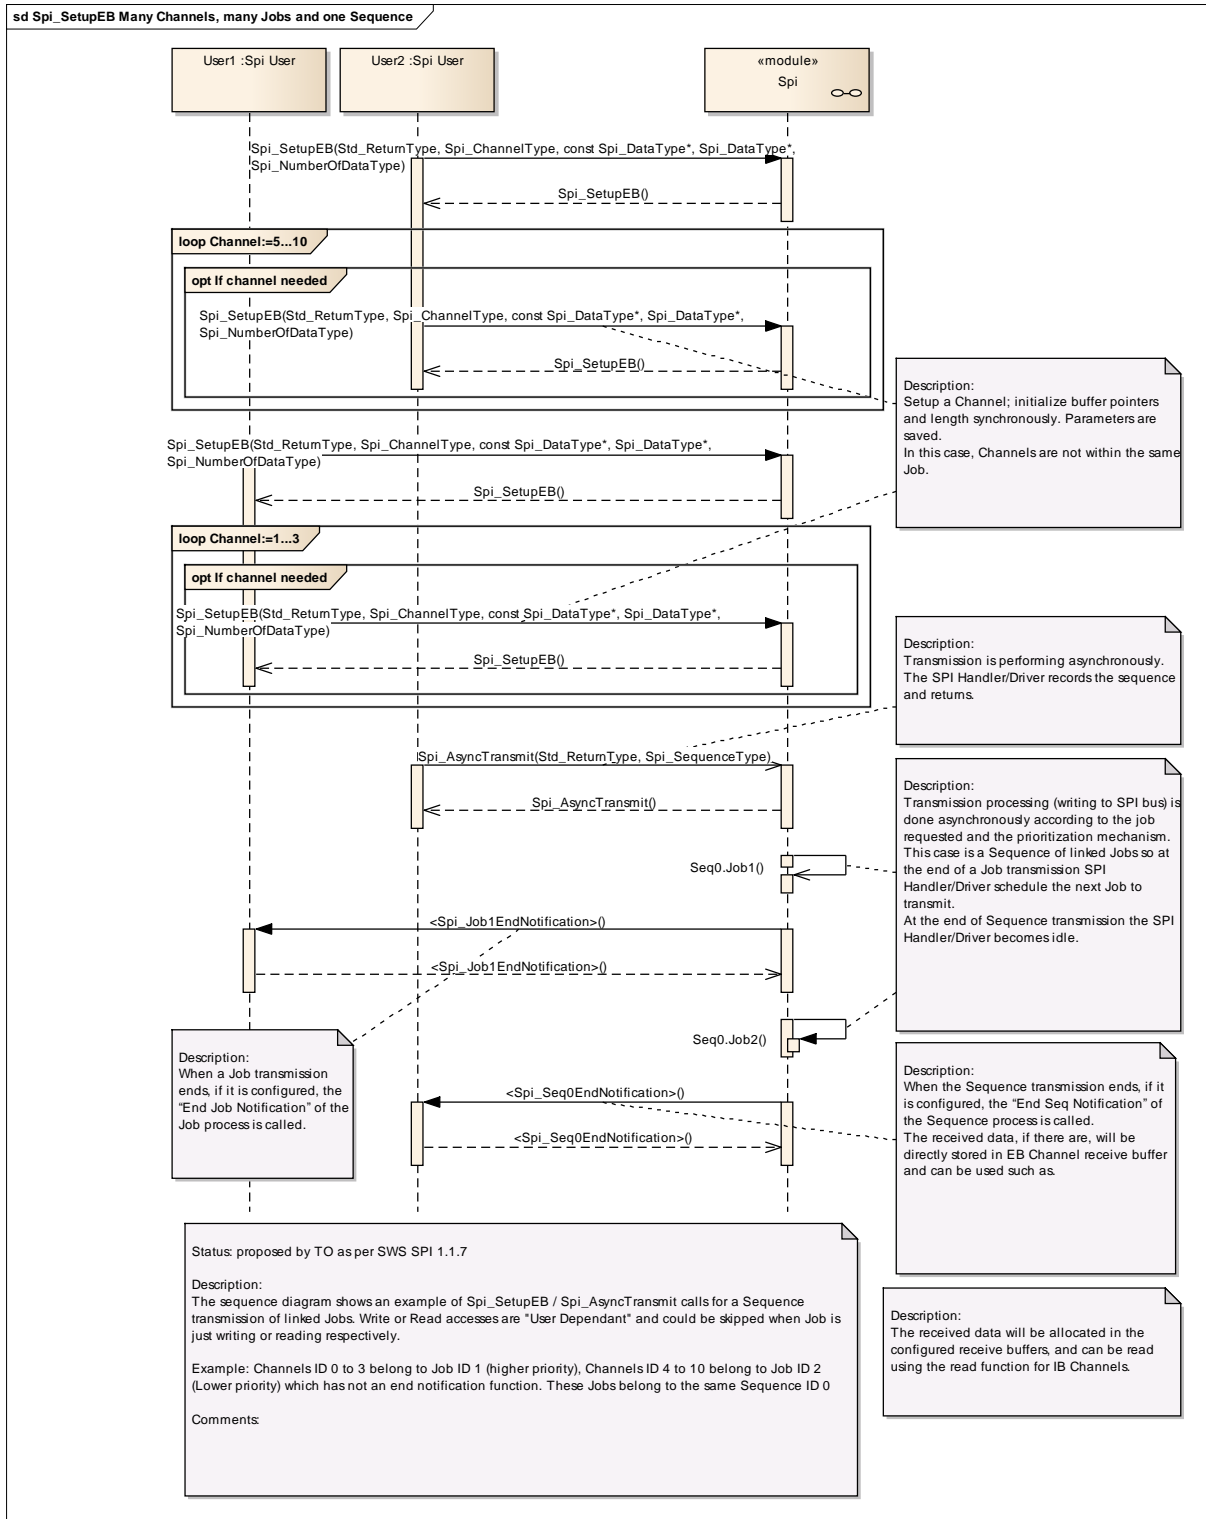 sd Spi_SetupEB Many Channels, many Jobs and one Sequence
User1 :Spi User
User2 :Spi User
«module»
Spi
Spi_SetupEB(Std_ReturnType, Spi_ChannelType, const Spi_DataType*, Spi_DataType*,
Spi_NumberOfDataType)
Spi_SetupEB()
loop Channel:=5...10
opt If channel needed
Spi_SetupEB(Std_ReturnType, Spi_ChannelType, const Spi_DataType*, Spi_DataType*,
Spi_NumberOfDataType)
Spi_SetupEB()
Description:
Setup a Channel; initialize buffer pointers
and length synchronously. Parameters are
saved.
In this case, Channels are not within the same
Job.
Spi_SetupEB(Std_ReturnType, Spi_ChannelType, const Spi_DataType*, Spi_DataType*,
Spi_NumberOfDataType)
Spi_SetupEB()
loop Channel:=1...3
opt If channel needed
Spi_SetupEB(Std_ReturnType, Spi_ChannelType, const Spi_DataType*, Spi_DataType*,
Spi_NumberOfDataType)
Spi_SetupEB()
Description:
Transmission is performing asynchronously.
The SPI Handler/Driver records the sequence
and returns.
Spi_AsyncTransmit(Std_ReturnType, Spi_SequenceType)
Spi_AsyncTransmit()
Description:
Transmission processing (writing to SPI bus) is
done asynchronously according to the job
requested and the prioritization mechanism.
This case is a Sequence of linked Jobs so at
the end of a Job transmission SPI
Handler/Driver schedule the next Job to
transmit.
At the end of Sequence transmission the SPI
Handler/Driver becomes idle.
Seq0.Job1()
<Spi_Job1EndNotification>()
<Spi_Job1EndNotification>()
Seq0.Job2()
Description:
When a Job transmission
ends, if it is configured, the
“End Job Notification” of the
Job process is called.
Description:
When the Sequence transmission ends, if it
is configured, the “End Seq Notification” of
the Sequence process is called.
The received data, if there are, will be
directly stored in EB Channel receive buffer
and can be used such as.
<Spi_Seq0EndNotification>()
<Spi_Seq0EndNotification>()
Status: proposed by TO as per SWS SPI 1.1.7
Description:
The sequence diagram shows an example of Spi_SetupEB / Spi_AsyncTransmit calls for a Sequence
transmission of linked Jobs. Write or Read accesses are "User Dependant" and could be skipped when Job is
just writing or reading respectively.
Example: Channels ID 0 to 3 belong to Job ID 1 (higher priority), Channels ID 4 to 10 belong to Job ID 2
(Lower priority) which has not an end notification function. These Jobs belong to the same Sequence ID 0
Comments:
Description:
The received data will be allocated in the
configured receive buffers, and can be read
using the read function for IB Channels.